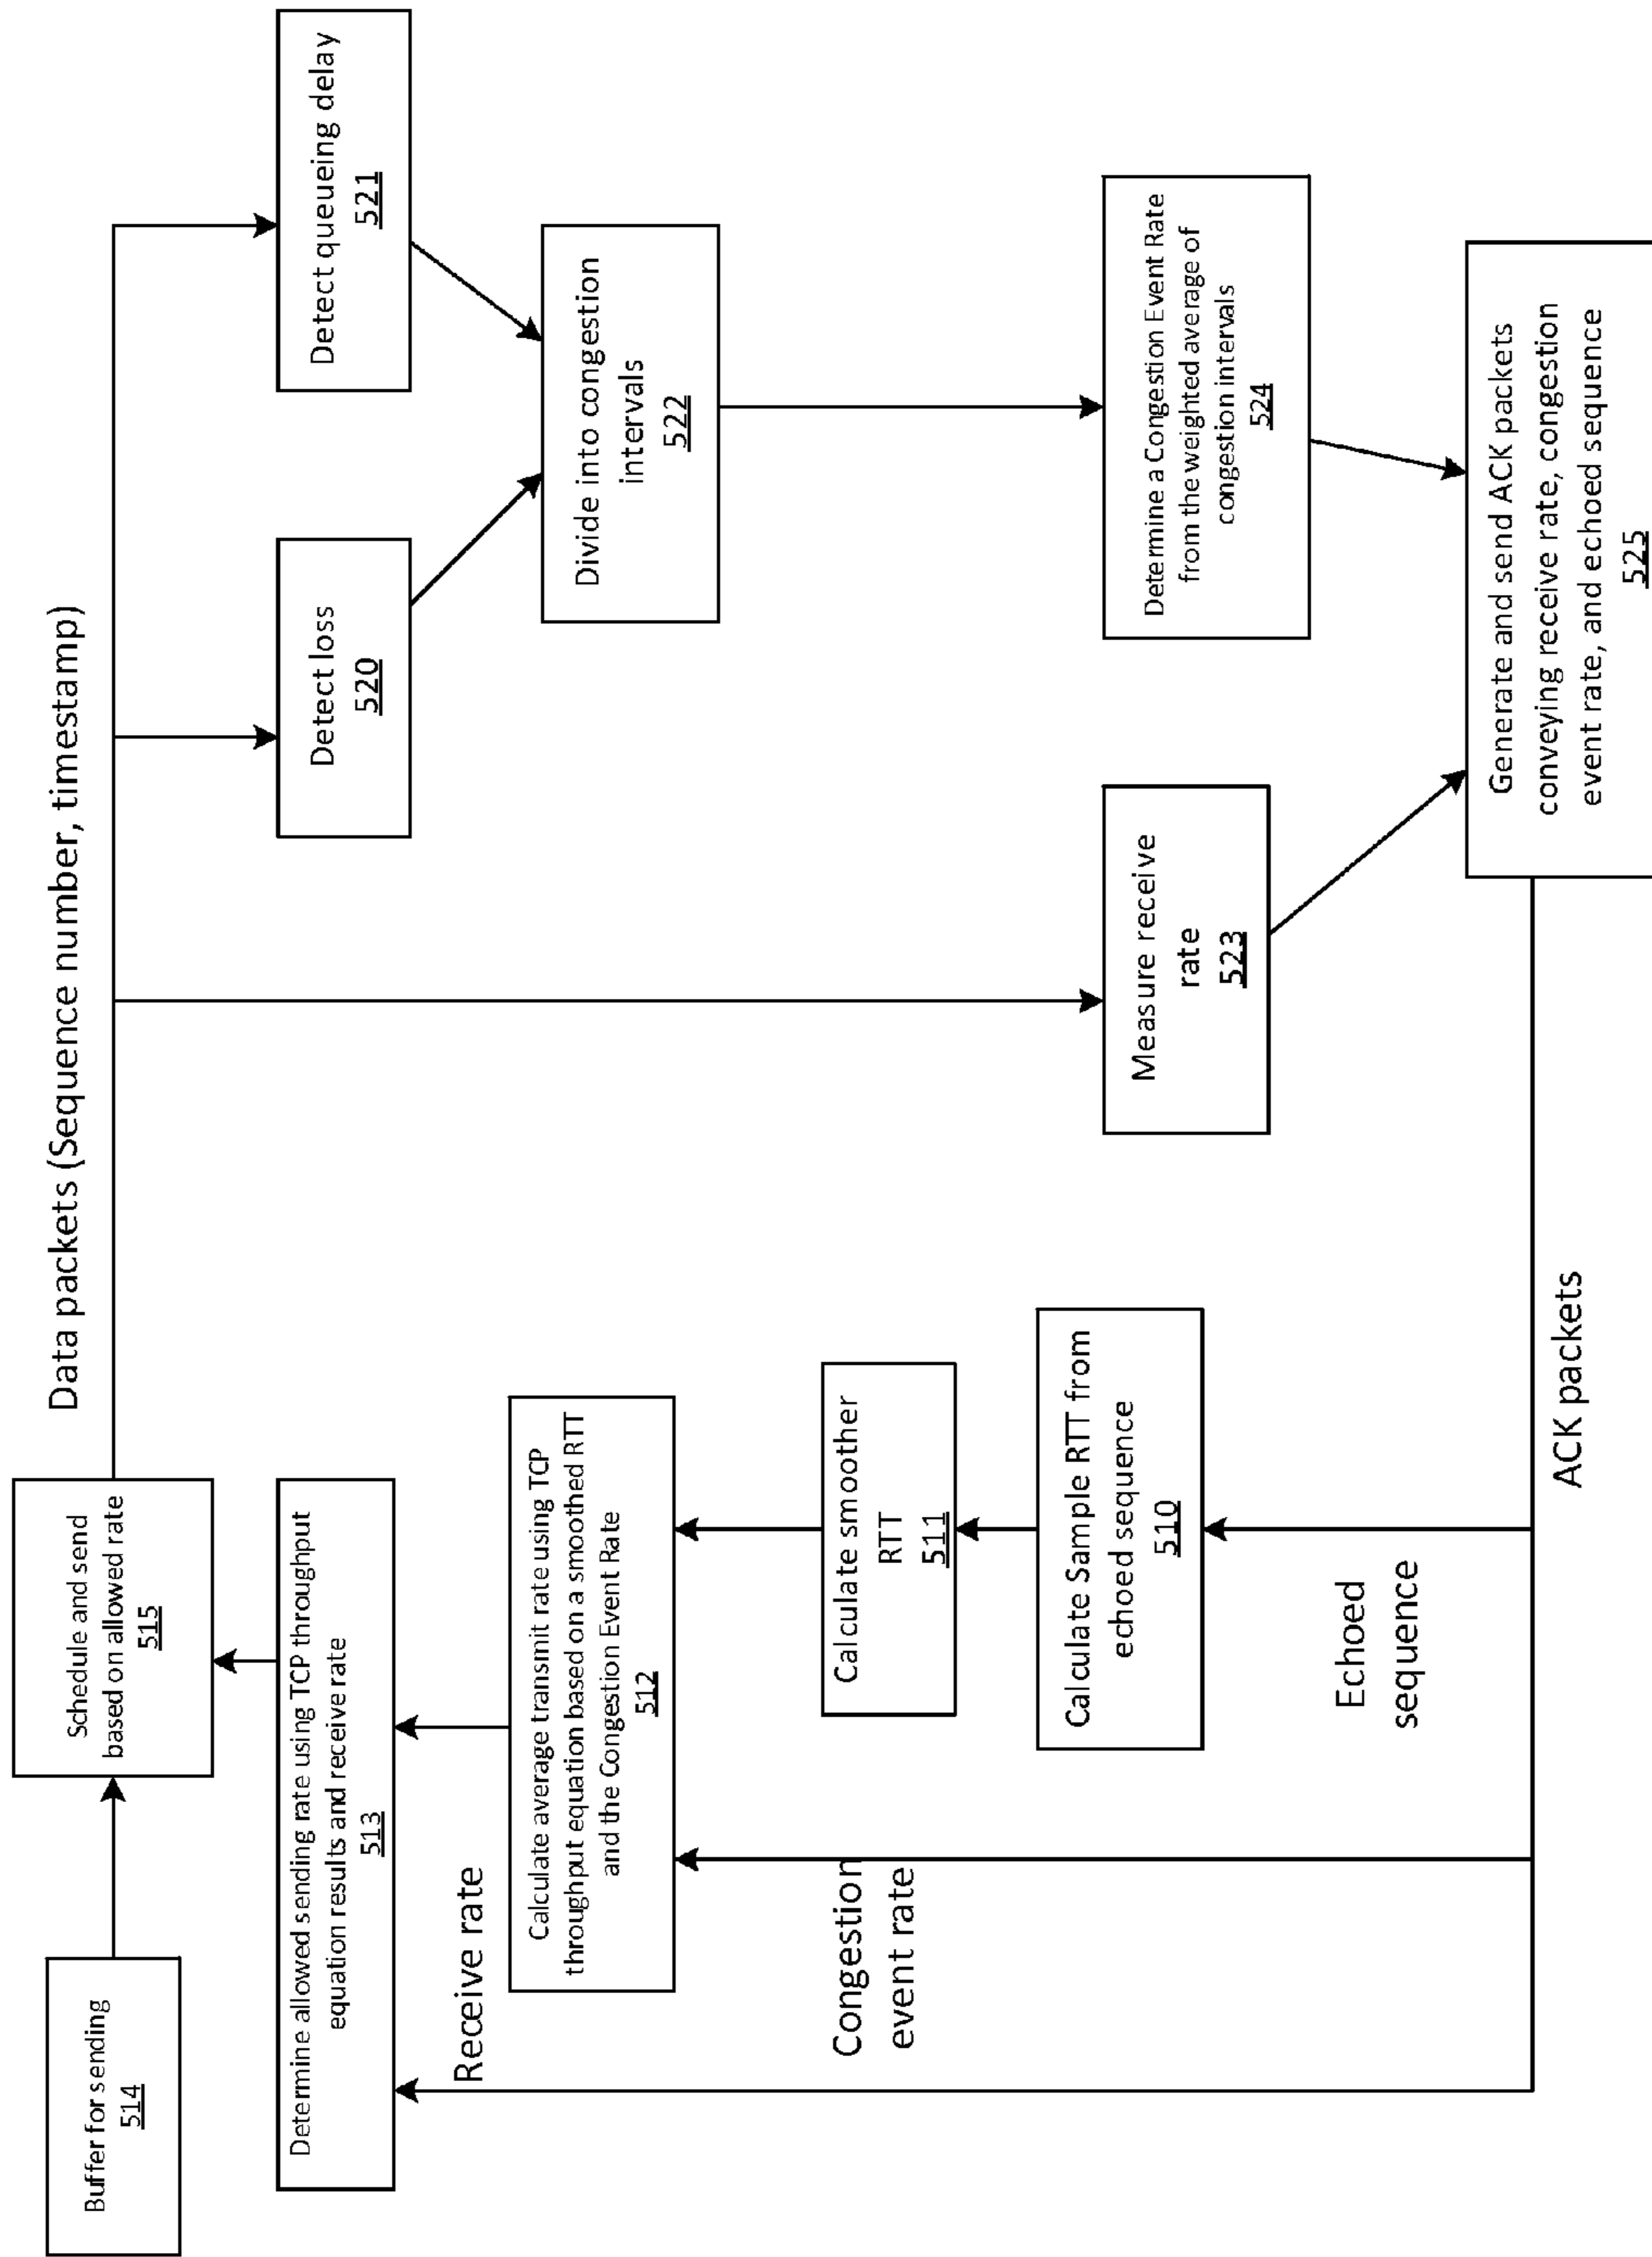 Buffer for sending
514
Schedule and send
based on allowed rate
515
Data packets (Sequence number, timestamp)
Determine allowed sending rate using TCP throughput
equation results and receive rate
513
Detect loss
520
Detect queueing delay
521
Receive rate
Calculate average transmit rate using TCP
throughput equation based on a smoothed RTT
and the Congestion Event Rate
512
Divide into congestion
intervals
522
Congestion
event rate
Calculate smoother
RTT
511
Calculate Sample RTT from
echoed sequence
510
Measure receive
rate
523
Determine a Congestion Event Rate
from the weighted average of
congestion intervals
524
Echoed
sequence
Generate and send ACK packets
conveying receive rate, congestion
event rate, and echoed sequence
525
ACK packets